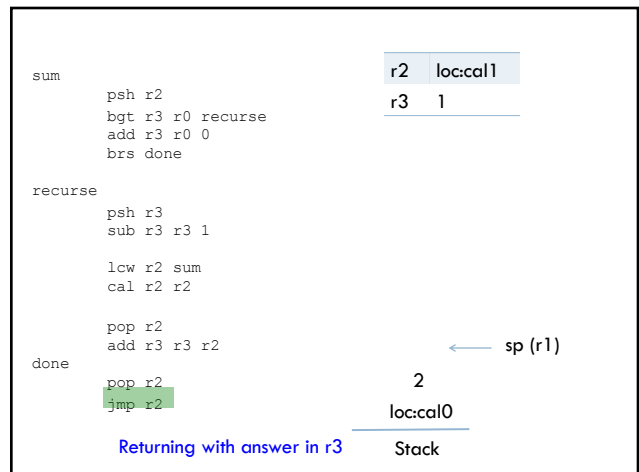 sum
psh r2
bgt r3 r0 recurse
add r3 r0 0
brs done
recurse
psh r3
sub r3 r3 1
lcw r2 sum
cal r2 r2
pop r2
add r3 r3 r2
done
pop r2
jmp r2
Returning with answer in r3
r2 loc:cal1
r3 1
sp (r1)
2
loc:cal0
Stack